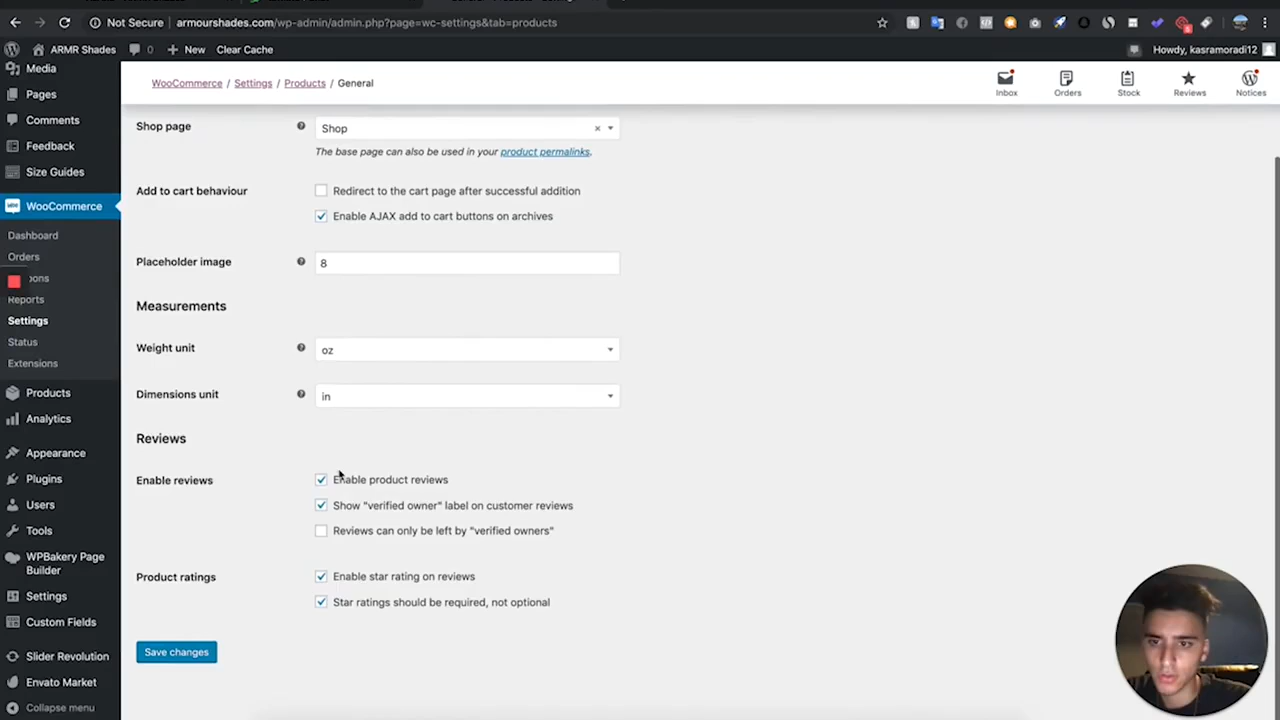 Not Secure armourshades.com/wp-admin/admin.php?page=wc-settings&tab=products
ARMR Shades 0 New Clear Cache Howdy, kasramoradi12
Media
Pages
Comments
Feedback
Size Guides
WooCommerce
Dashboard
Orders
Reports
Settings
Status
Extensions
Products
Analytics
Appearance
Plugins
Users
Tools
WPBakery Page
Builder
Settings
Custom Fields
Slider Revolution
Envato Market
Collapse menu
WooCommerce / Settings / Products / General
Inbox Orders Stock Reviews Notices
Shop page Shop
The base page can also be used in your product permalinks.
Add to cart behaviour Redirect to the cart page after successful addition
Enable AJAX add to cart buttons on archives
Placeholder image 8
Measurements
Weight unit oz
Dimensions unit in
Reviews
Enable reviews Enable product reviews
Show "verified owner" label on customer reviews
Reviews can only be left by "verified owners"
Product ratings Enable star rating on reviews
Star ratings should be required, not optional
Save changes